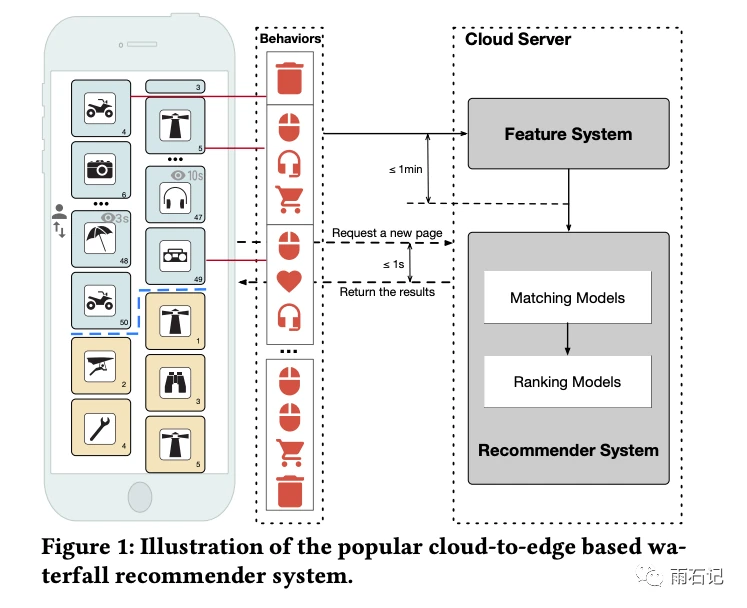 Behaviors
Cloud Server
3
4
5
•••
6
10s
•••
47
3s
48
49
50
1
2
3
4
5
•••
Feature System
≤ 1min
Request a new page
≤ 1s
Return the results
Matching Models
Ranking Models
Recommender System
Figure 1: Illustration of the popular cloud-to-edge based wa-
terfall recommender system.
雨石记